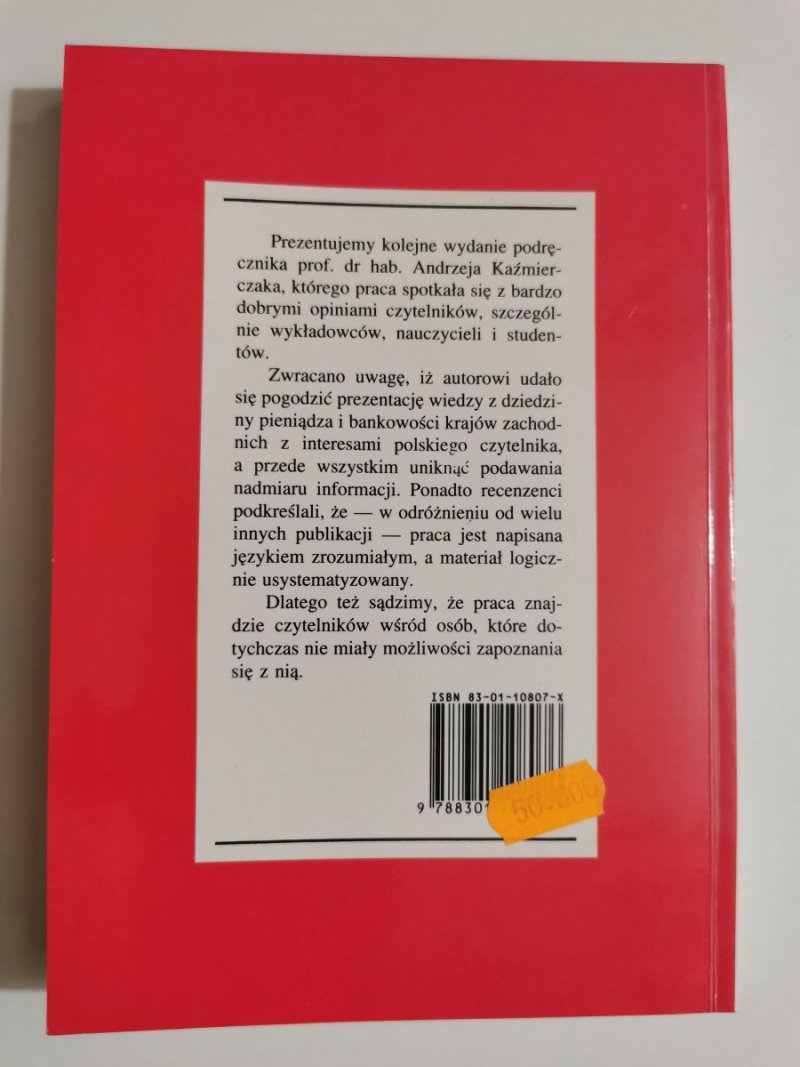 Prezentujemy kolejne wydanie podrę-
cznika prof. dr hab. Andrzeja Kaźmier-
czaka, którego praca spotkała się z bardzo
dobrymi opiniami czytelników, szczegól-
nie wykładowców, nauczycieli i studen-
tów.
Zwracano uwagę, iż autorowi udało
się pogodzić prezentację wiedzy z dziedzi-
ny pieniądza i bankowości krajów zachod-
nich z interesami polskiego czytelnika,
a przede wszystkim uniknąć podawania
nadmiaru informacji. Ponadto recenzenci
podkreślali, że — w odróżnieniu od wielu
innych publikacji — praca jest napisana
językiem zrozumiałym, a materiał logicz-
nie usystematyzowany.
Dlatego też sądzimy, że praca znaj-
dzie czytelników wśród osób, które do-
tychczas nie miały możliwości zapoznania
się z nią.
ISBN 83-01-10807-X
9 788301
50.000